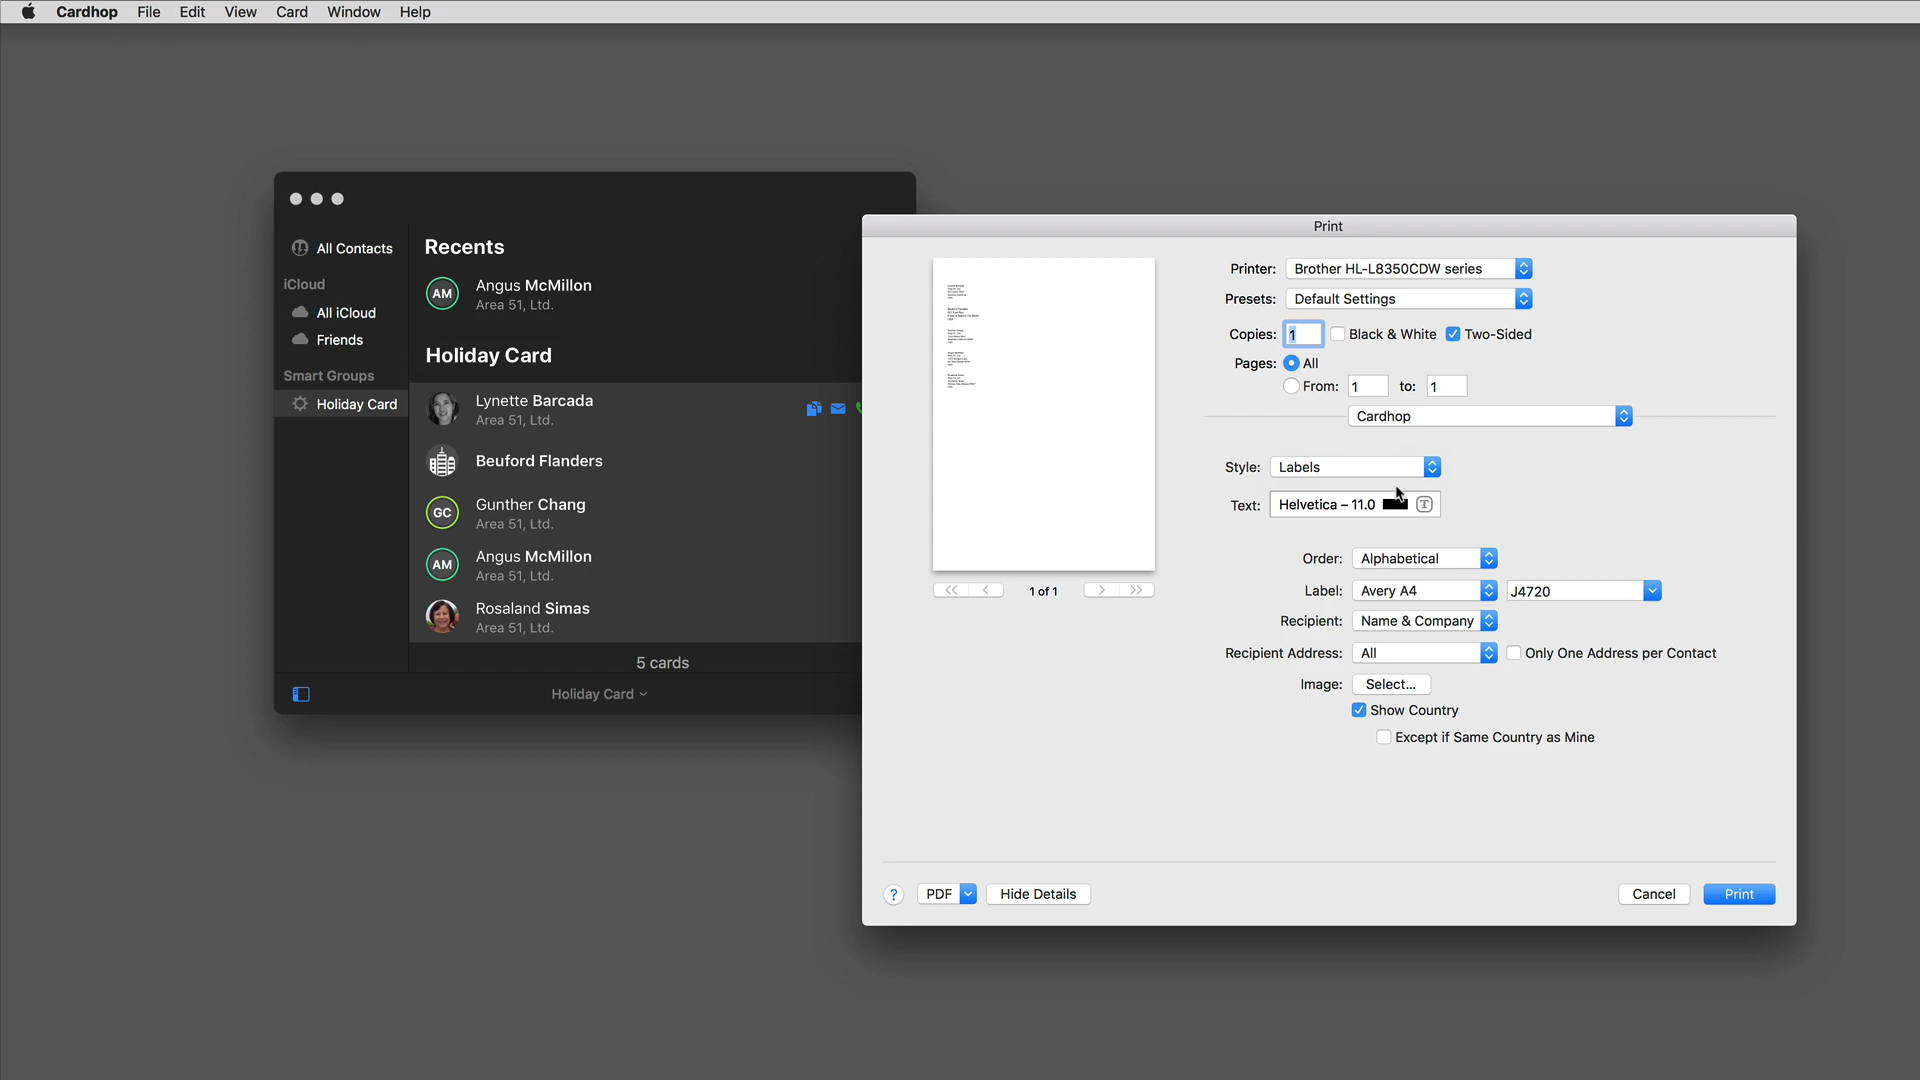 Cardhop File Edit View Card Window Help
All Contacts
iCloud
All iCloud
Friends
Smart Groups
Holiday Card
Recents
AM
Angus McMillon
Area 51, Ltd.
Holiday Card
Lynette Barcada
Area 51, Ltd.
Beuford Flanders
GC
Gunther Chang
Area 51, Ltd.
AM
Angus McMillon
Area 51, Ltd.
Rosaland Simas
Area 51, Ltd.
5 cards
Holiday Card
Print
1 of 1
Printer: Brother HL-L8350CDW series
Presets: Default Settings
Copies: 1 Black & White Two-Sided
Pages: All
From: 1 to: 1
Cardhop
Style: Labels
Text: Helvetica – 11.0 T
Order: Alphabetical
Label: Avery A4 J4720
Recipient: Name & Company
Recipient Address: All Only One Address per Contact
Image: Select...
Show Country
Except if Same Country as Mine
? PDF Hide Details Cancel Print